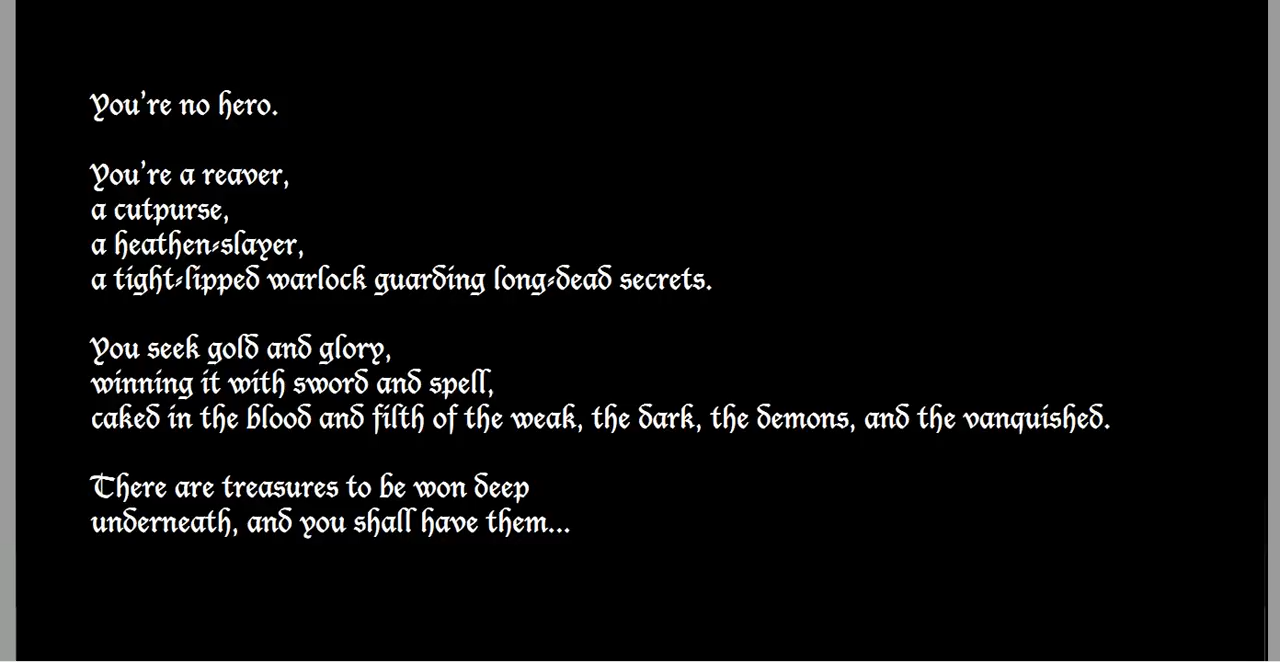 You're no hero.
You're a reaver,
a cutpurse,
a heathen-slayer,
a tight-lipped warlock guarding long-dead secrets.
You seek gold and glory,
winning it with sword and spell,
caked in the blood and filth of the weak, the dark, the demons, and the vanquished.
There are treasures to be won deep
underneath, and you shall have them...